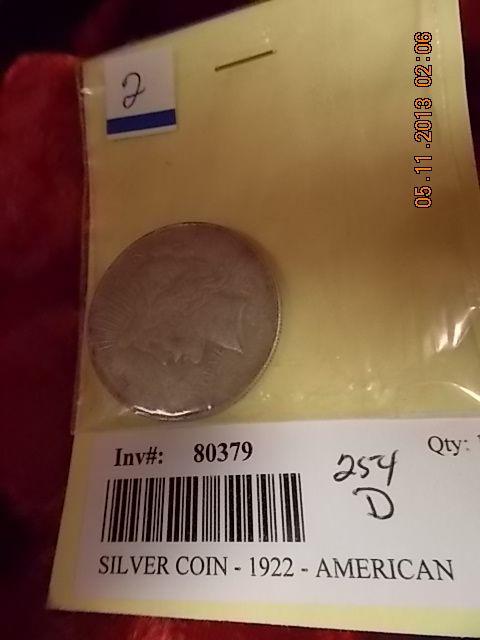 2
05.11.2013 02:06
Inv#: 80379
Qty:
254
D
SILVER COIN - 1922 - AMERICAN